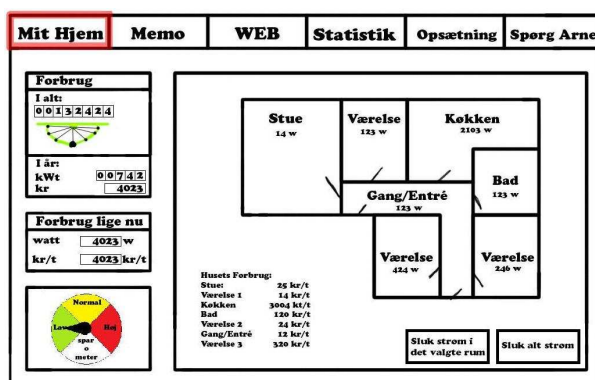 Mit Hjem Memo WEB Statistik Opsætning Spørg Arne
Forbrug
I alt:
00132424
I år:
kWt 00742
kr 4023
Forbrug lige nu
watt 4023 w
kr/t 4023 kr/t
Normal
Lav Høj
spar
o
meter
Stue
14 w
Værelse
123 w
Køkken
2103 w
Bad
123 w
Gang/Entré
123 w
Værelse
424 w
Værelse
246 w
Husets Forbrug:
Stue: 25 kr/t
Værelse 1 14 kr/t
Køkken 3004 kt/t
Bad 120 kr/t
Værelse 2 24 kr/t
Gang/Entré 12 kr/t
Værelse 3 320 kr/t
Sluk strøm i
det valgte rum
Sluk alt strøm